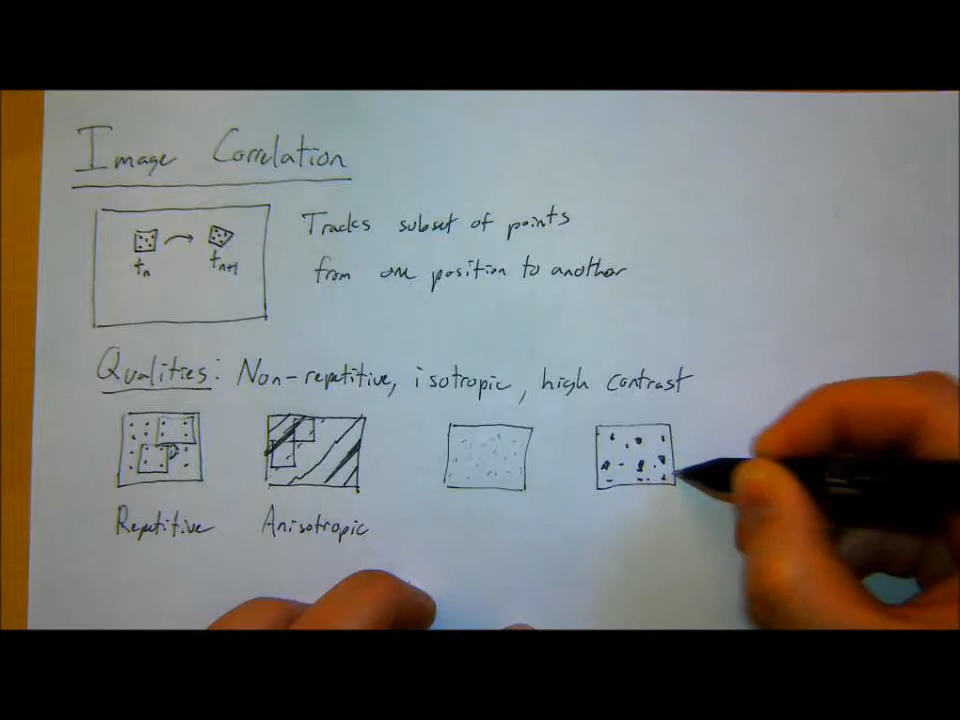 Image Correlation
Tracks subset of points
from one position to another
tn
tn+1
Qualities: Non-repetitive, isotropic, high contrast
Repetitive
Anisotropic